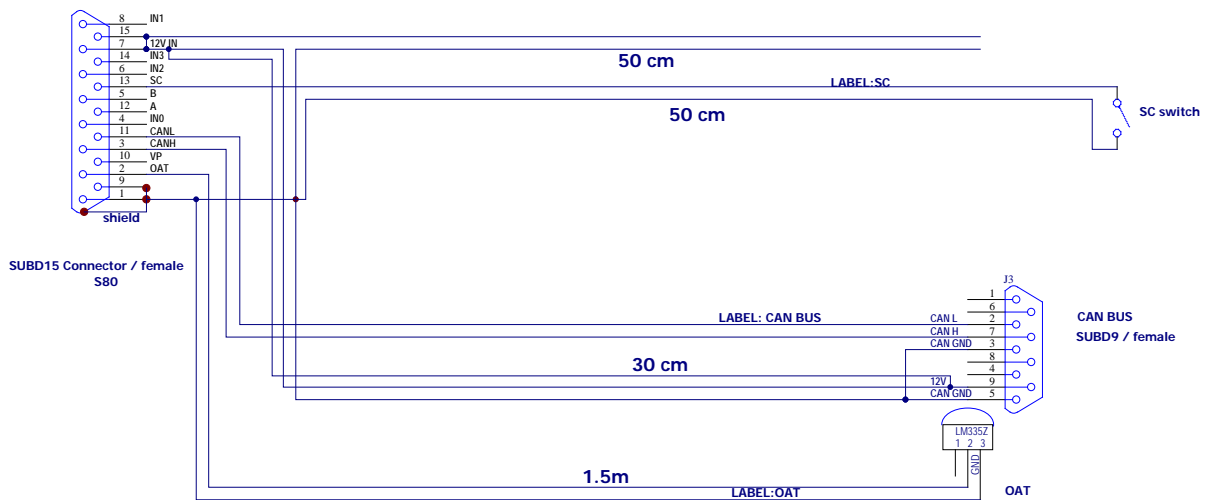 8 IN1
15
7 12V IN
14 IN3
6 IN2
13 SC
5 B
12 A
4 IN0
11 CANL
3 CANH
10 VP
2 OAT
9
1
shield
SUBD15 Connector / female
S80
50 cm
LABEL:SC
50 cm
SC switch
J3
1
6
LABEL: CAN BUS
CAN L 2
CAN H 7
CAN GND 3
8
4
12V 9
CAN GND 5
CAN BUS
SUBD9 / female
30 cm
LM335Z
1 2 3
GND
1.5m
LABEL:OAT
OAT